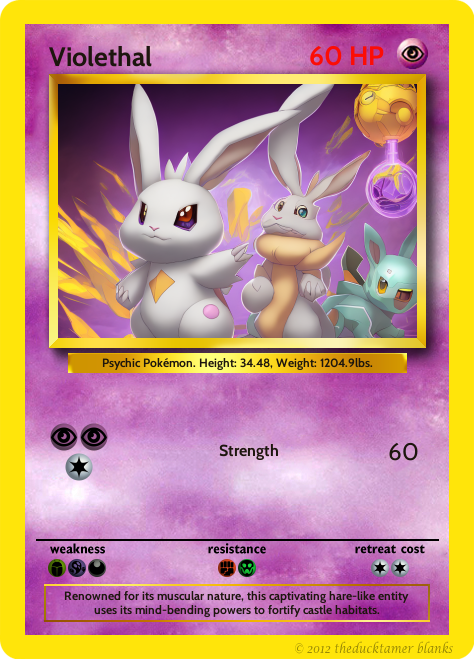 Violethal 60 HP
Psychic Pokémon. Height: 34.48, Weight: 1204.9lbs.
Strength 60
weakness resistance retreat cost
Renowned for its muscular nature, this captivating hare-like entity
uses its mind-bending powers to fortify castle habitats.
© 2012 theducktamer blanks